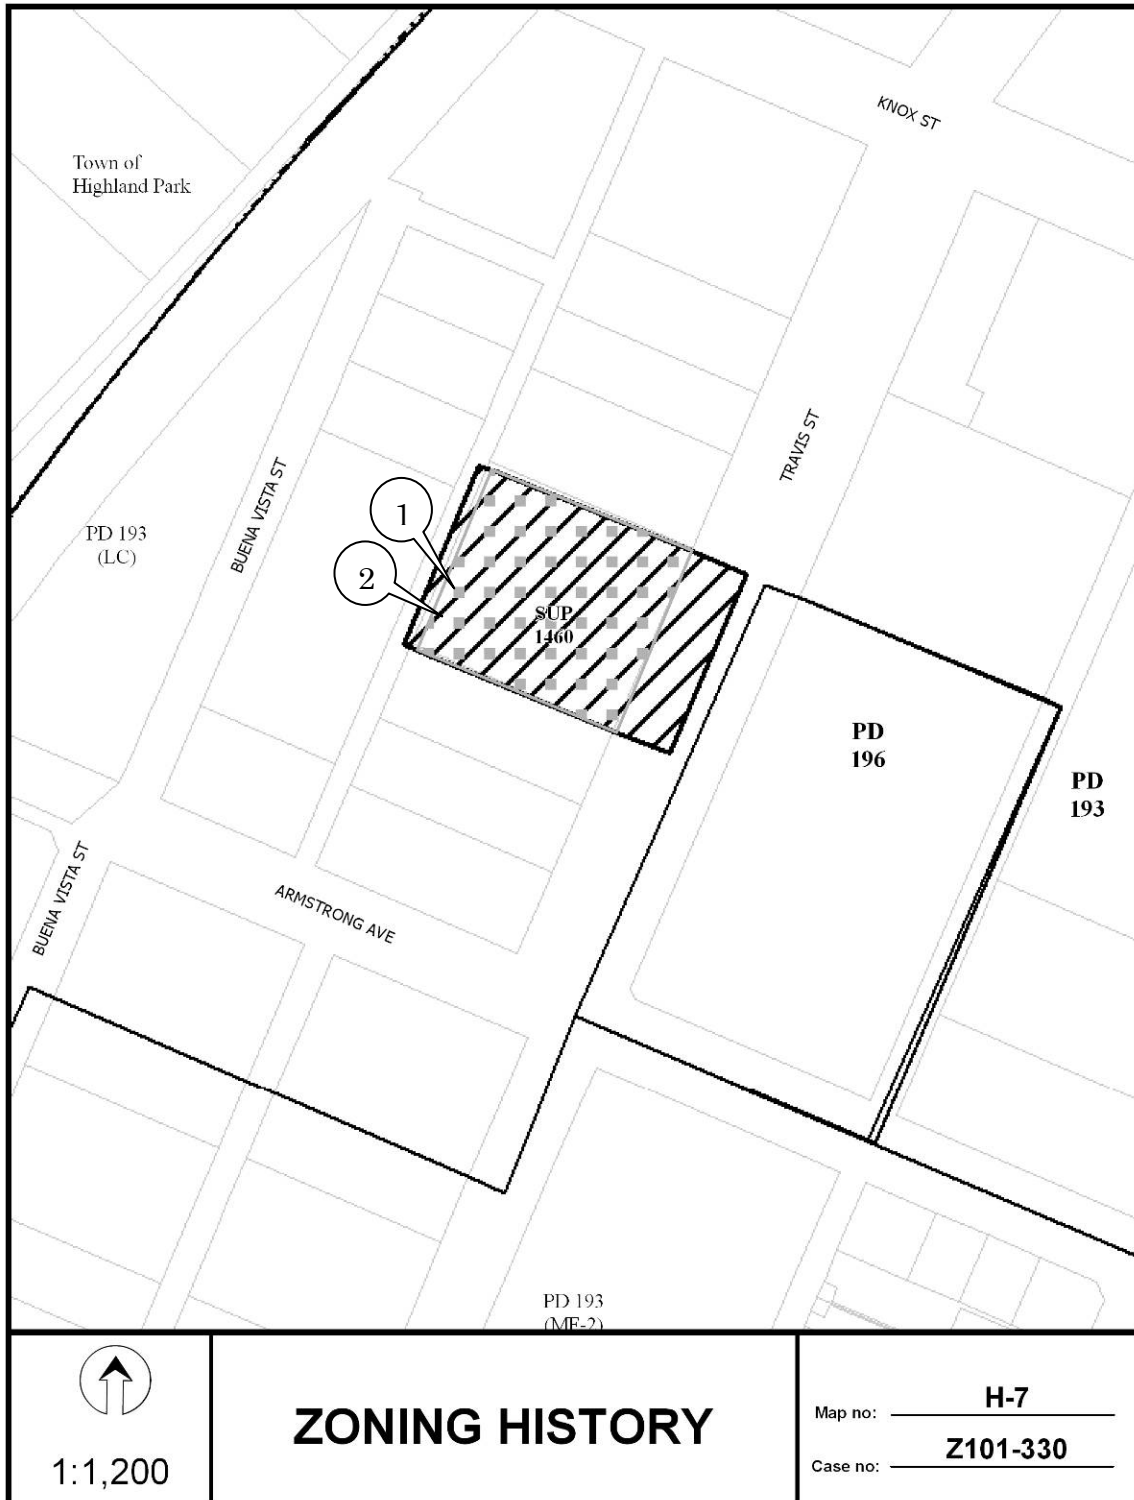 KNOX ST
Town of
Highland Park
TRAVIS ST
BUENA VISTA ST
1
PD 193
(LC)
2
SUP
1460
PD
196
PD
193
BUENA VISTA ST
ARMSTRONG AVE
PD 193
(MF-2)
1:1,200
ZONING HISTORY
Map no: H-7
Case no: Z101-330